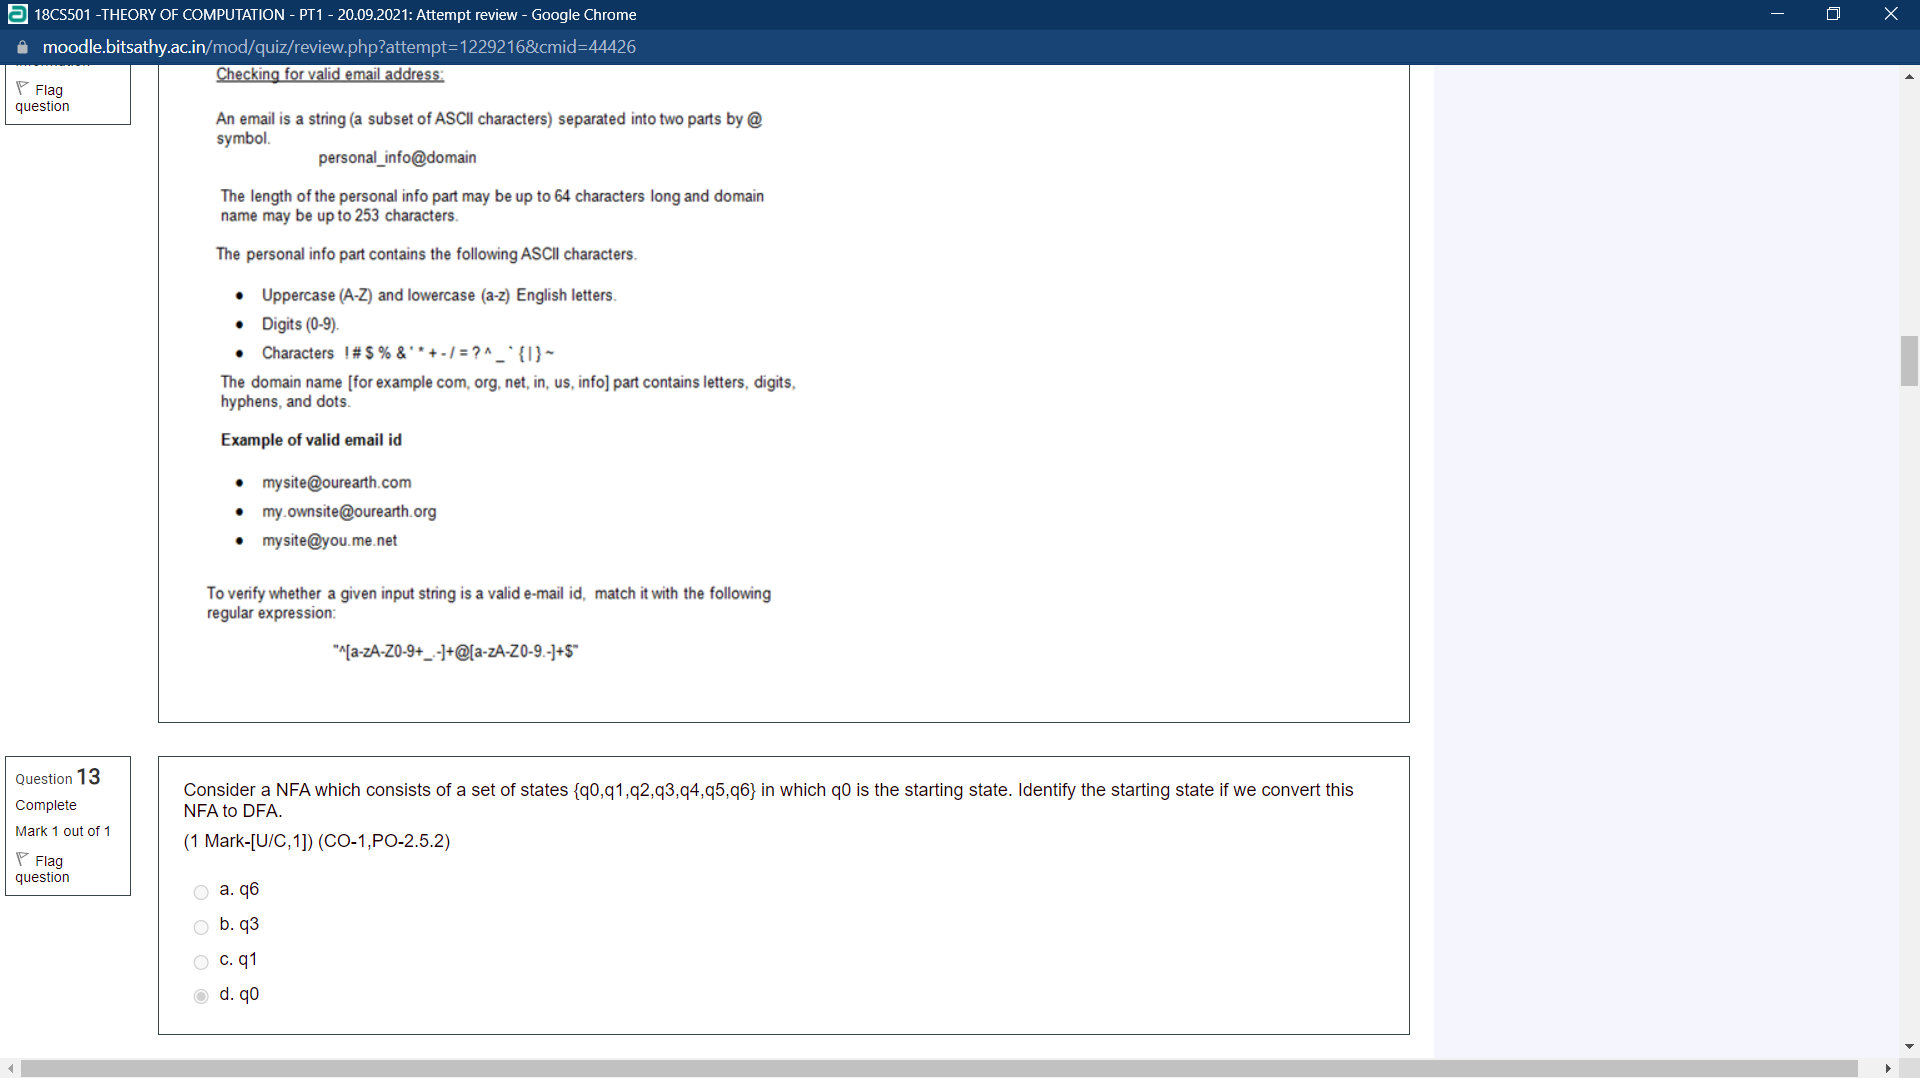 18CS501 -THEORY OF COMPUTATION - PT1 - 20.09.2021: Attempt review - Google Chrome
moodle.bitsathy.ac.in/mod/quiz/review.php?attempt=1229216&cmid=44426
Flag
question
Checking for valid email address:
An email is a string (a subset of ASCII characters) separated into two parts by @
symbol.
personal_info@domain
The length of the personal info part may be up to 64 characters long and domain
name may be up to 253 characters.
The personal info part contains the following ASCII characters.
• Uppercase (A-Z) and lowercase (a-z) English letters.
• Digits (0-9).
• Characters ! # $ % & ' * + - / = ? ^ _ ` { | } ~
The domain name [for example com, org, net, in, us, info] part contains letters, digits,
hyphens, and dots.
Example of valid email id
• mysite@ourearth.com
• my.ownsite@ourearth.org
• mysite@you.me.net
To verify whether a given input string is a valid e-mail id, match it with the following
regular expression:
"^[a-zA-Z0-9+_.-]+@[a-zA-Z0-9.-]+$"
Question 13
Complete
Mark 1 out of 1
Flag
question
Consider a NFA which consists of a set of states {q0,q1,q2,q3,q4,q5,q6} in which q0 is the starting state. Identify the starting state if we convert this
NFA to DFA.
(1 Mark-[U/C,1]) (CO-1,PO-2.5.2)
a. q6
b. q3
c. q1
d. q0